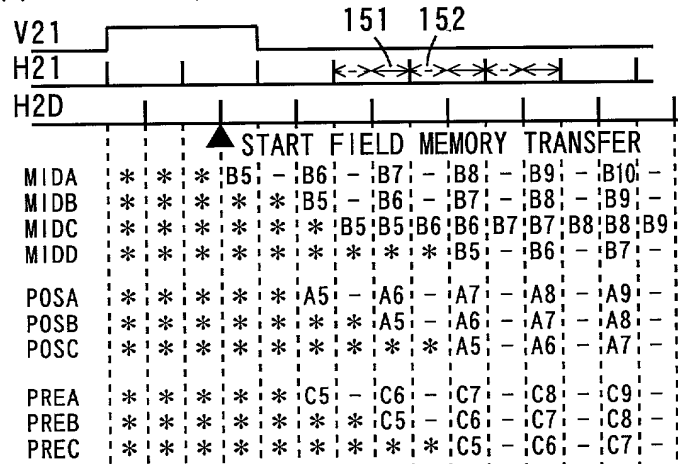 151 152
V21
H21
H2D
START FIELD MEMORY TRANSFER
MIDA * * * B5 - B6 - B7 - B8 - B9 - B10 -
MIDB * * * * * B5 - B6 - B7 - B8 - B9 -
MIDC * * * * * * B5 B5 B6 B6 B7 B7 B8 B8 B9
MIDD * * * * * * * * * B5 - B6 - B7 -
POSA * * * * * A5 - A6 - A7 - A8 - A9 -
POSB * * * * * * * A5 - A6 - A7 - A8 -
POSC * * * * * * * * * A5 - A6 - A7 -
PREA * * * * * C5 - C6 - C7 - C8 - C9 -
PREB * * * * * * * C5 - C6 - C7 - C8 -
PREC * * * * * * * * * C5 - C6 - C7 -